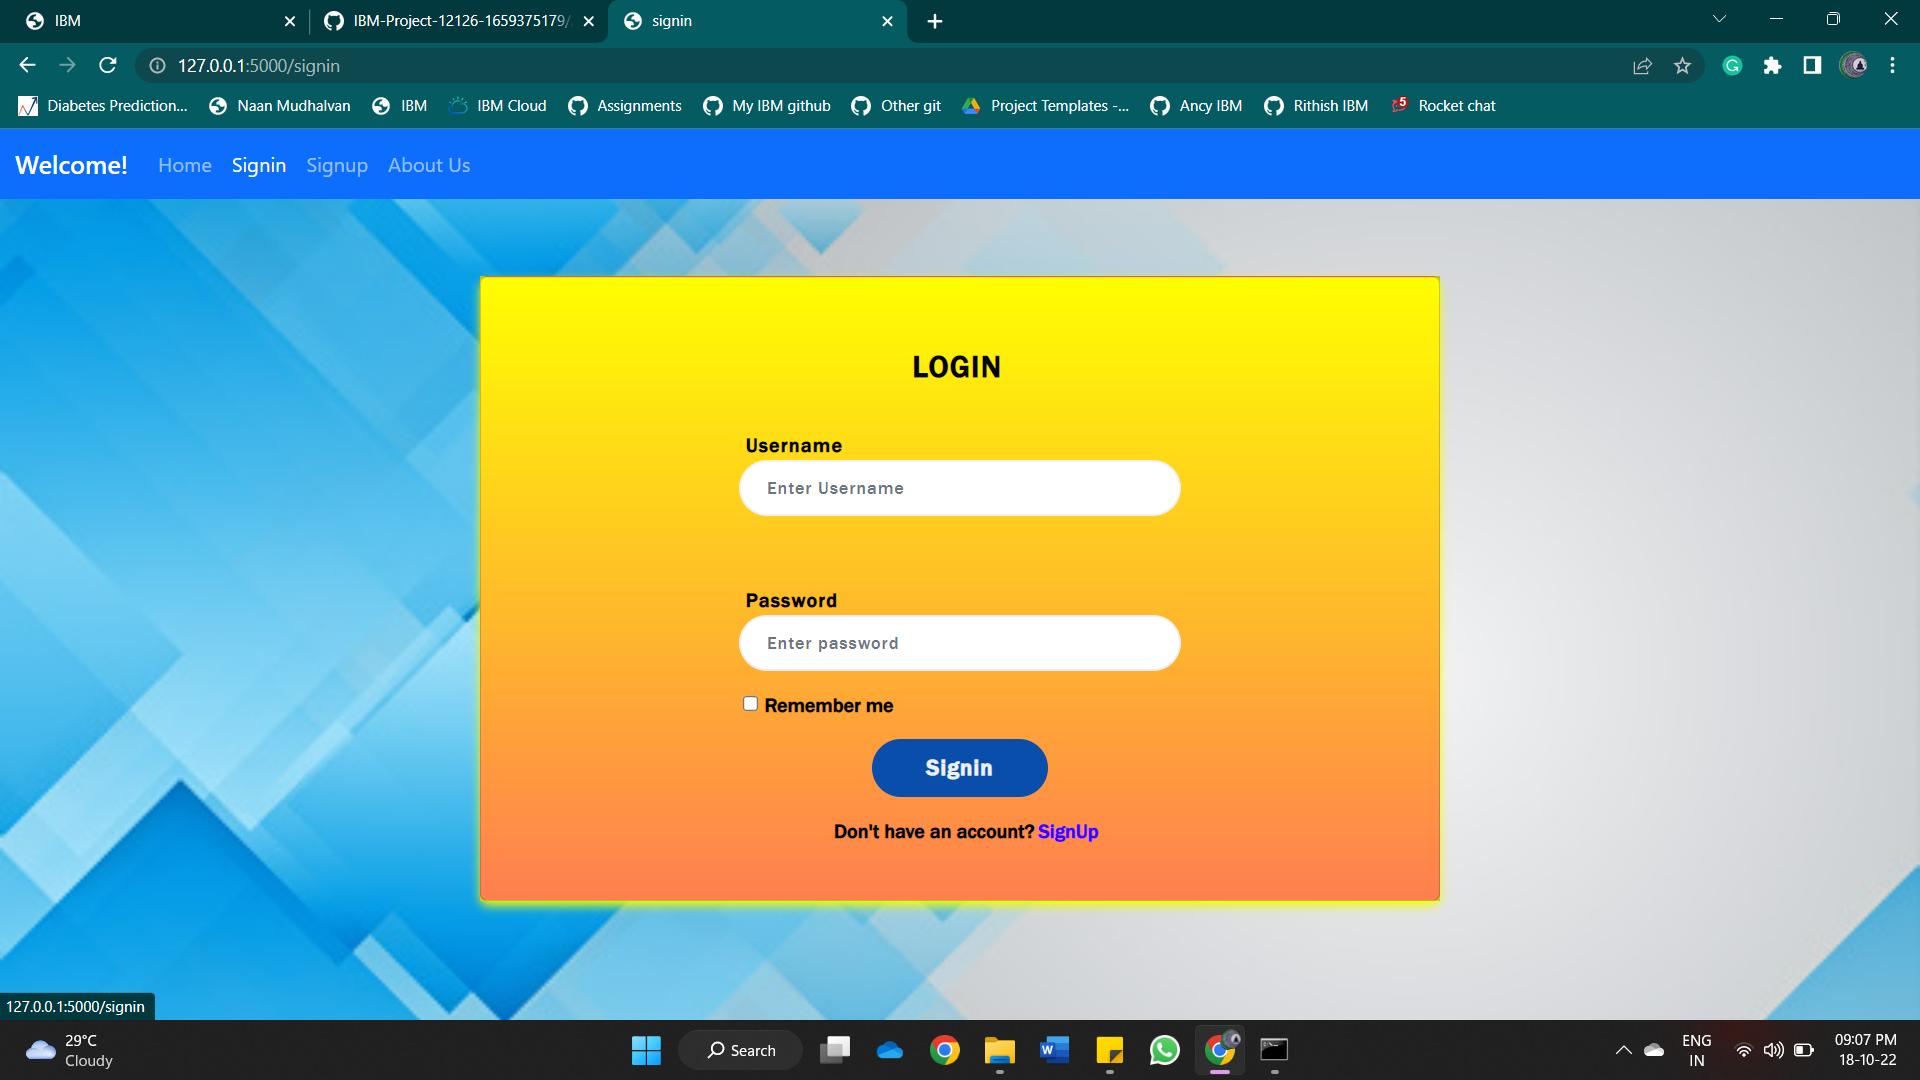 IBM
IBM-Project-12126-1659375179/
signin
127.0.0.1:5000/signin
Diabetes Prediction...
Naan Mudhalvan
IBM
IBM Cloud
Assignments
My IBM github
Other git
Project Templates -...
Ancy IBM
Rithish IBM
5
Rocket chat
Welcome!
Home
Signin
Signup
About Us
LOGIN
Username
Enter Username
Password
Enter password
Remember me
Signin
Don't have an account? SignUp
127.0.0.1:5000/signin
29°C
Cloudy
Search
ENG
IN
09:07 PM
18-10-22